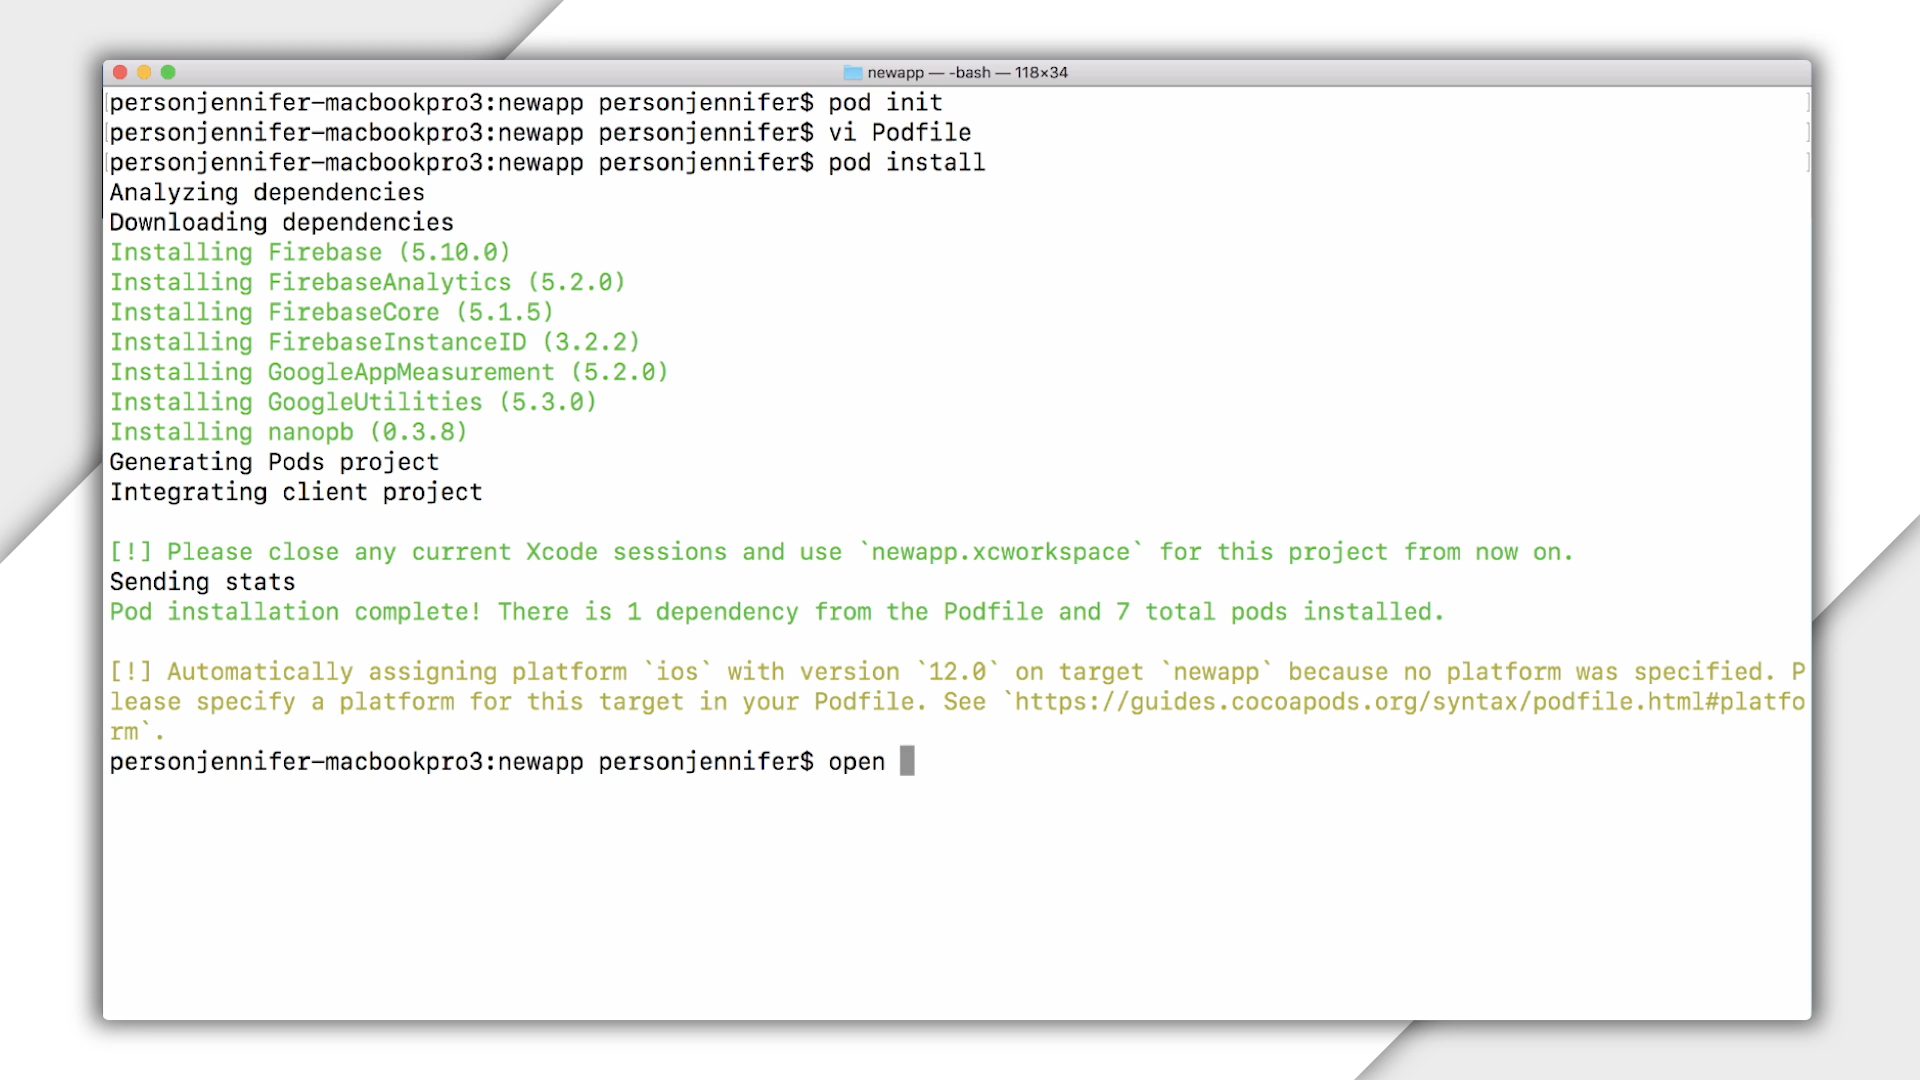 newapp — -bash — 118×34
personjennifer-macbookpro3:newapp personjennifer$ pod init
personjennifer-macbookpro3:newapp personjennifer$ vi Podfile
personjennifer-macbookpro3:newapp personjennifer$ pod install
Analyzing dependencies
Downloading dependencies
Installing Firebase (5.10.0)
Installing FirebaseAnalytics (5.2.0)
Installing FirebaseCore (5.1.5)
Installing FirebaseInstanceID (3.2.2)
Installing GoogleAppMeasurement (5.2.0)
Installing GoogleUtilities (5.3.0)
Installing nanopb (0.3.8)
Generating Pods project
Integrating client project
[!] Please close any current Xcode sessions and use `newapp.xcworkspace` for this project from now on.
Sending stats
Pod installation complete! There is 1 dependency from the Podfile and 7 total pods installed.
[!] Automatically assigning platform `ios` with version `12.0` on target `newapp` because no platform was specified. P
lease specify a platform for this target in your Podfile. See `https://guides.cocoapods.org/syntax/podfile.html#platfo
rm`.
personjennifer-macbookpro3:newapp personjennifer$ open